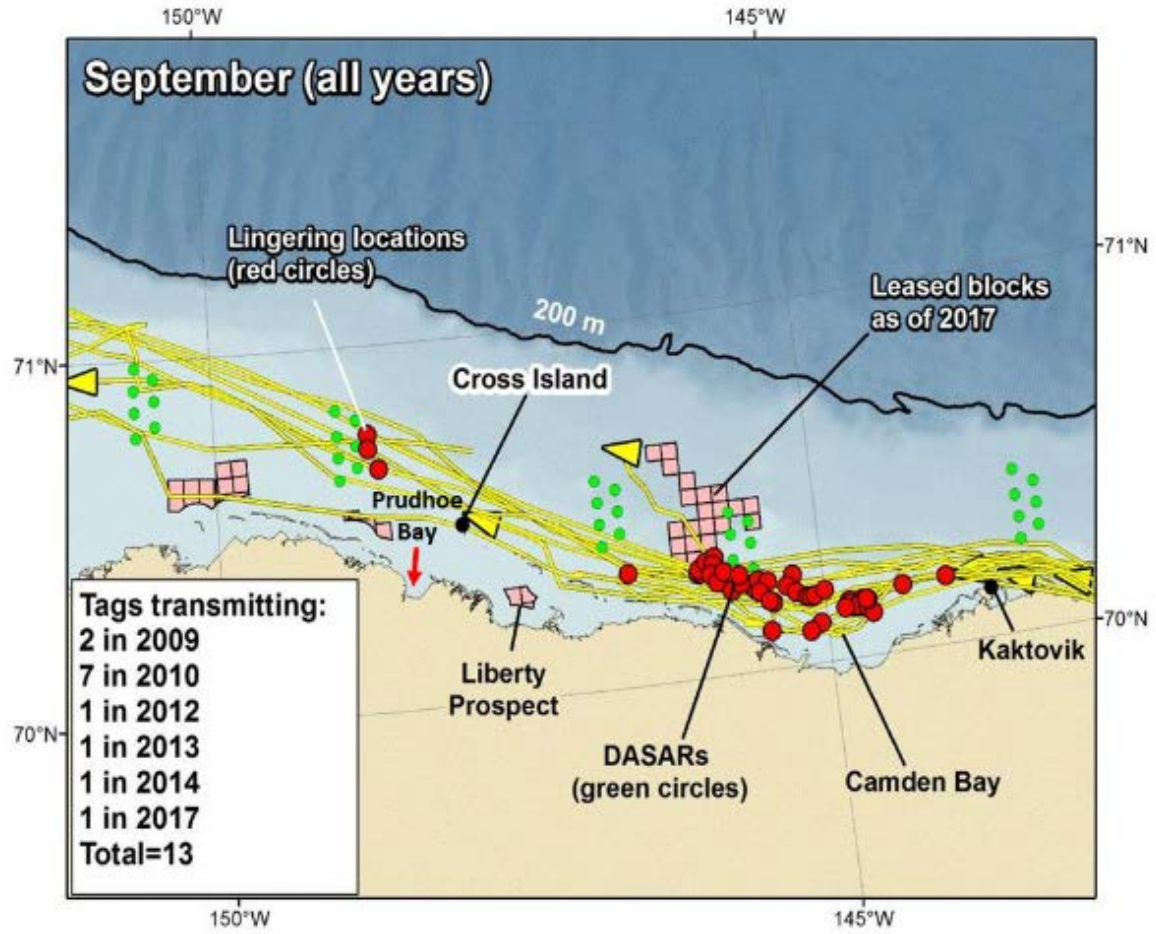 150°W
145°W
September (all years)
Lingering locations
(red circles)
71°N
Leased blocks
as of 2017
200 m
71°N
Cross Island
Prudhoe
Bay
Tags transmitting:
2 in 2009
7 in 2010
1 in 2012
1 in 2013
1 in 2014
1 in 2017
Total=13
70°N
Kaktovik
Liberty
Prospect
70°N
DASARs
(green circles)
Camden Bay
150°W
145°W